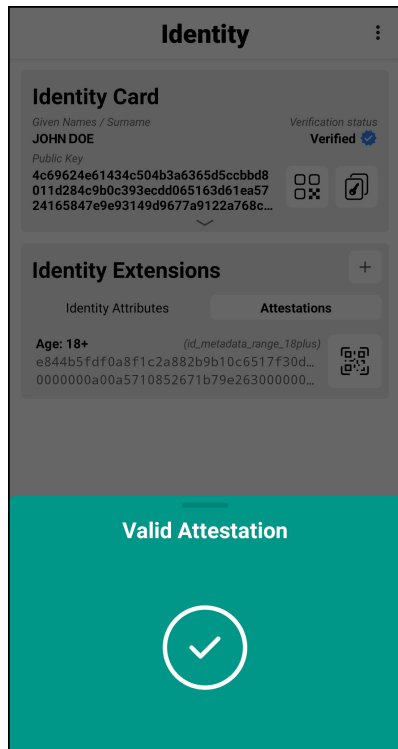 Identity
Identity Card
Given Names / Surname
Verification status
JOHN DOE
Verified
Public Key
4c69624e61434c504b3a6365d5ccbbd8
011d284c9b0c393ecdd065163d61ea57
24165847e9e93149d9677a9122a768c...
Identity Extensions
Identity Attributes
Attestations
Age: 18+
(id_metadata_range_18plus)
e844b5fdf0a8f1c2a882b9b10c6517f30d…
0000000a00a5710852671b79e263000000…
Valid Attestation